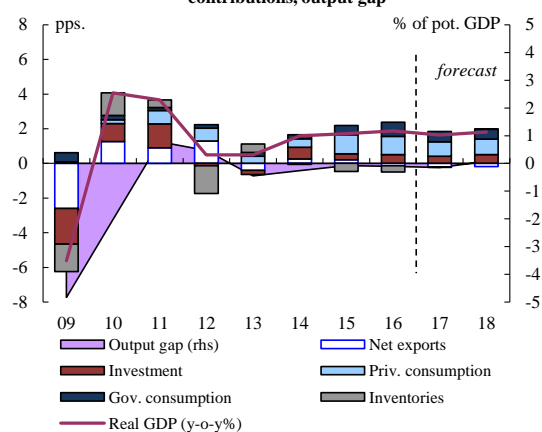 contributions, output gap
pps. % of pot. GDP
forecast
8 5
6 4
4 3
2 2
0 1
-2 0
-4 -1
-6 -2
-8 -3
-4
-5
09 10 11 12 13 14 15 16 17 18
Output gap (rhs) Net exports
Investment Priv. consumption
Gov. consumption Inventories
Real GDP (y-o-y%)